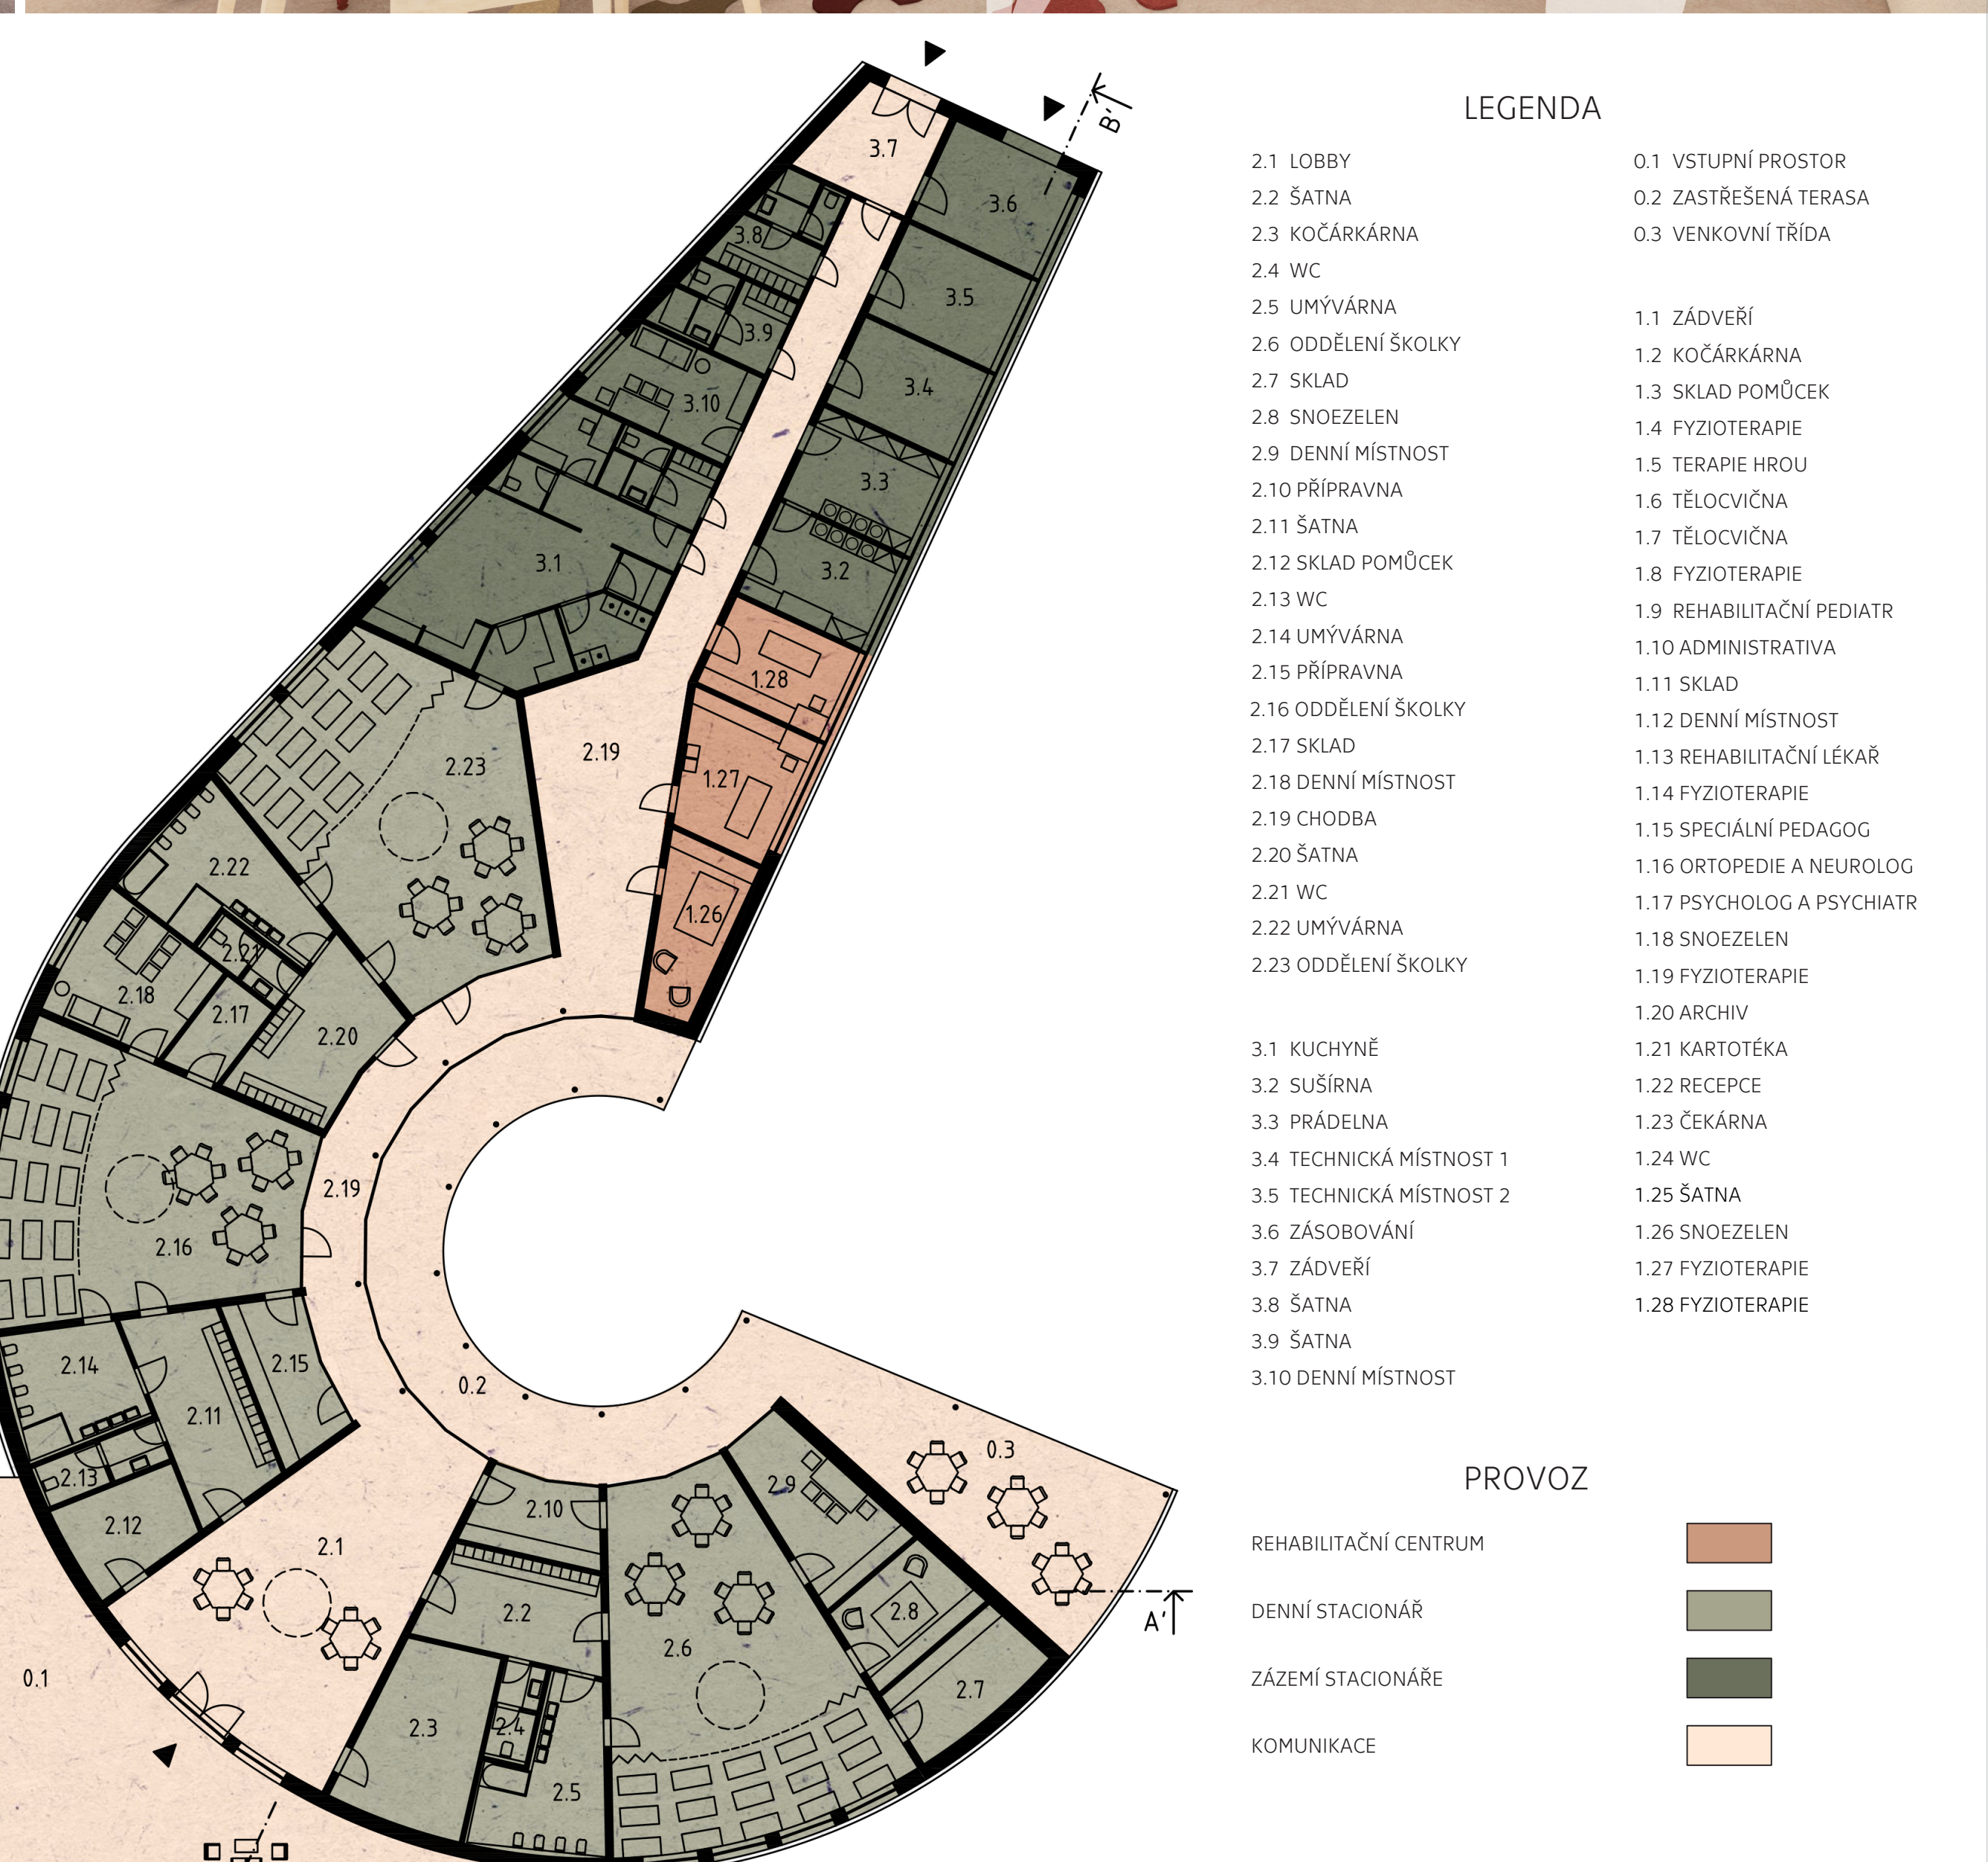 3.7
B'
3.6
3.8
3.5
3.9
3.4
3.10
3.3
3.1
3.2
1.28
2.19
2.23
1.27
2.22
1.26
2.21
2.18
2.17
2.20
2.19
2.16
2.14
2.15
0.2
2.11
2.13
0.3
2.9
2.10
2.12
2.1
2.2
2.8
A'
2.6
0.1
2.7
2.3
2.4
2.5
LEGENDA
2.1 LOBBY
2.2 ŠATNA
2.3 KOČÁRKÁRNA
2.4 WC
2.5 UMÝVÁRNA
2.6 ODDĚLENÍ ŠKOLKY
2.7 SKLAD
2.8 SNOEZELEN
2.9 DENNÍ MÍSTNOST
2.10 PŘÍPRAVNA
2.11 ŠATNA
2.12 SKLAD POMŮCEK
2.13 WC
2.14 UMÝVÁRNA
2.15 PŘÍPRAVNA
2.16 ODDĚLENÍ ŠKOLKY
2.17 SKLAD
2.18 DENNÍ MÍSTNOST
2.19 CHODBA
2.20 ŠATNA
2.21 WC
2.22 UMÝVÁRNA
2.23 ODDĚLENÍ ŠKOLKY
3.1 KUCHYNĚ
3.2 SUŠÍRNA
3.3 PRÁDELNA
3.4 TECHNICKÁ MÍSTNOST 1
3.5 TECHNICKÁ MÍSTNOST 2
3.6 ZÁSOBOVÁNÍ
3.7 ZÁDVEŘÍ
3.8 ŠATNA
3.9 ŠATNA
3.10 DENNÍ MÍSTNOST
0.1 VSTUPNÍ PROSTOR
0.2 ZASTŘEŠENÁ TERASA
0.3 VENKOVNÍ TŘÍDA
1.1 ZÁDVEŘÍ
1.2 KOČÁRKÁRNA
1.3 SKLAD POMŮCEK
1.4 FYZIOTERAPIE
1.5 TERAPIE HROU
1.6 TĚLOCVIČNA
1.7 TĚLOCVIČNA
1.8 FYZIOTERAPIE
1.9 REHABILITAČNÍ PEDIATR
1.10 ADMINISTRATIVA
1.11 SKLAD
1.12 DENNÍ MÍSTNOST
1.13 REHABILITAČNÍ LÉKAŘ
1.14 FYZIOTERAPIE
1.15 SPECIÁLNÍ PEDAGOG
1.16 ORTOPEDIE A NEUROLOG
1.17 PSYCHOLOG A PSYCHIATR
1.18 SNOEZELEN
1.19 FYZIOTERAPIE
1.20 ARCHIV
1.21 KARTOTÉKA
1.22 RECEPCE
1.23 ČEKÁRNA
1.24 WC
1.25 ŠATNA
1.26 SNOEZELEN
1.27 FYZIOTERAPIE
1.28 FYZIOTERAPIE
PROVOZ
REHABILITAČNÍ CENTRUM
DENNÍ STACIONÁŘ
ZÁZEMÍ STACIONÁŘE
KOMUNIKACE